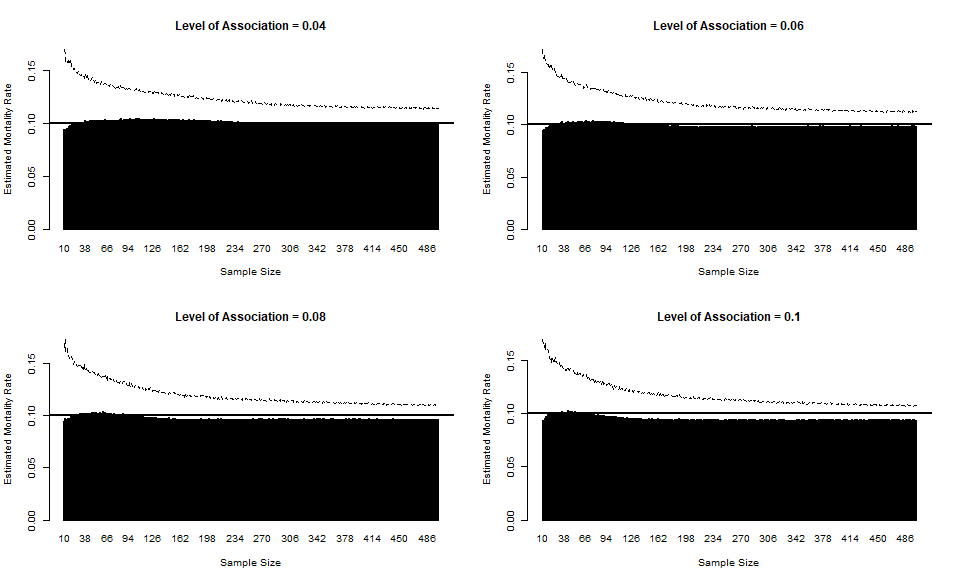 Level of Association = 0.04
Estimated Mortality Rate
0.00 0.05 0.10 0.15
10 38 66 94 126 162 198 234 270 306 342 378 414 450 486
Sample Size
Level of Association = 0.06
Estimated Mortality Rate
0.00 0.05 0.10 0.15
10 38 66 94 126 162 198 234 270 306 342 378 414 450 486
Sample Size
Level of Association = 0.08
Estimated Mortality Rate
0.00 0.05 0.10 0.15
10 38 66 94 126 162 198 234 270 306 342 378 414 450 486
Sample Size
Level of Association = 0.1
Estimated Mortality Rate
0.00 0.05 0.10 0.15
10 38 66 94 126 162 198 234 270 306 342 378 414 450 486
Sample Size